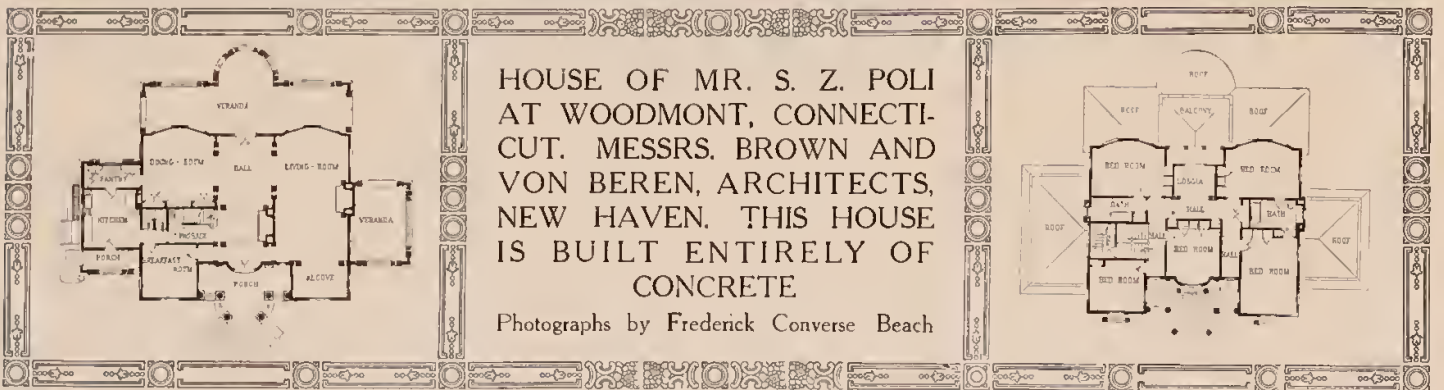 VERANDA
DINING-ROOM
HALL
LIVING-ROOM
PANTRY
KITCHEN
VERANDA
PASSAGE
PORCH
BREAKFAST
ROOM
PORCH
ALCOVE
HOUSE OF MR. S. Z. POLI
AT WOODMONT, CONNECTI-
CUT. MESSRS. BROWN AND
VON BEREN, ARCHITECTS,
NEW HAVEN. THIS HOUSE
IS BUILT ENTIRELY OF
CONCRETE
Photographs by Frederick Converse Beach
ROOF
ROOF
BALCONY
ROOF
BED ROOM
BED ROOM
LOGGIA
BATH
HALL
BATH
ROOF
HALL
BED ROOM
ROOF
HALL
BED ROOM
BED ROOM